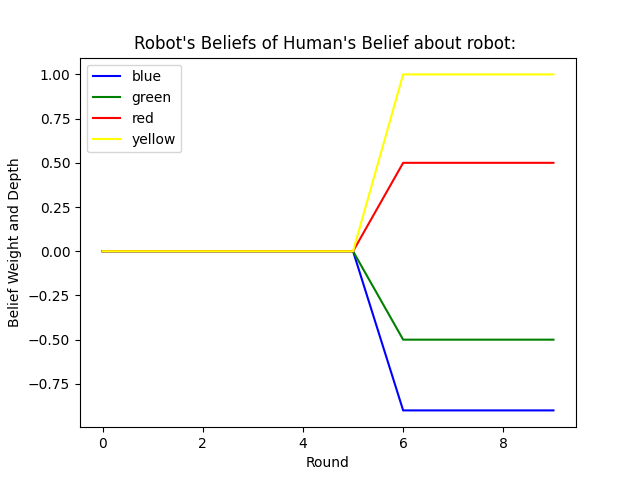 Robot's Beliefs of Human's Belief about robot:
blue
green
red
yellow
1.00
0.75
0.50
0.25
0.00
−0.25
−0.50
−0.75
Belief Weight and Depth
0 2 4 6 8
Round